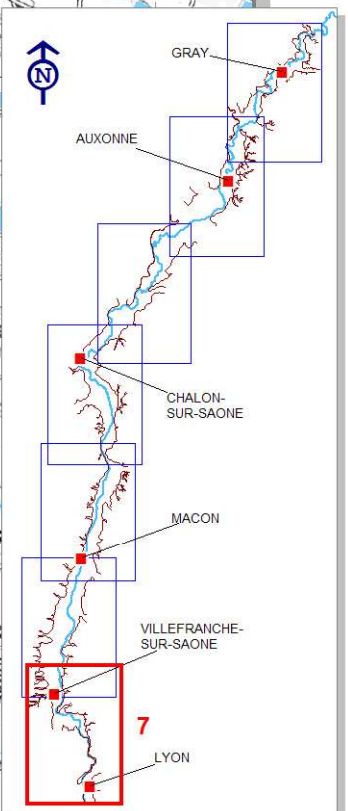 N
GRAY
AUXONNE
CHALON-
SUR-SAONE
MACON
VILLEFRANCHE-
SUR-SAONE
7
LYON